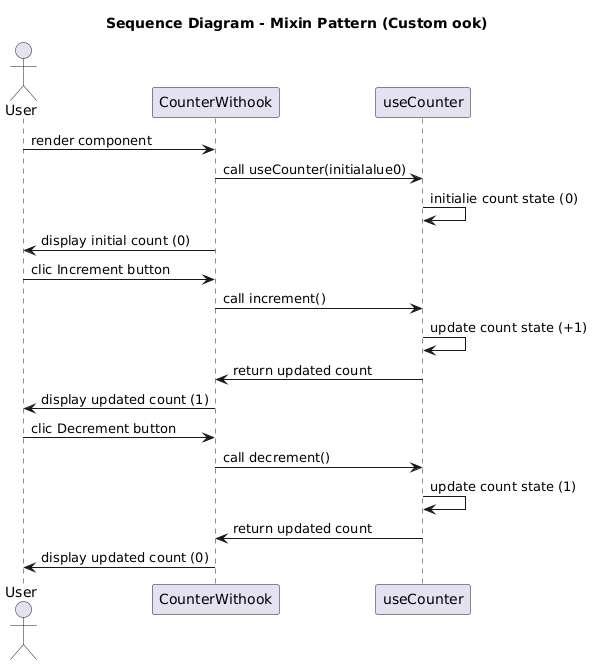 Sequence Diagram - Mixin Pattern (Custom ook)
User
CounterWithook
useCounter
render component
call useCounter(initialalue0)
initialie count state (0)
display initial count (0)
clic Increment button
call increment()
update count state (+1)
return updated count
display updated count (1)
clic Decrement button
call decrement()
update count state (1)
return updated count
display updated count (0)
User
CounterWithook
useCounter